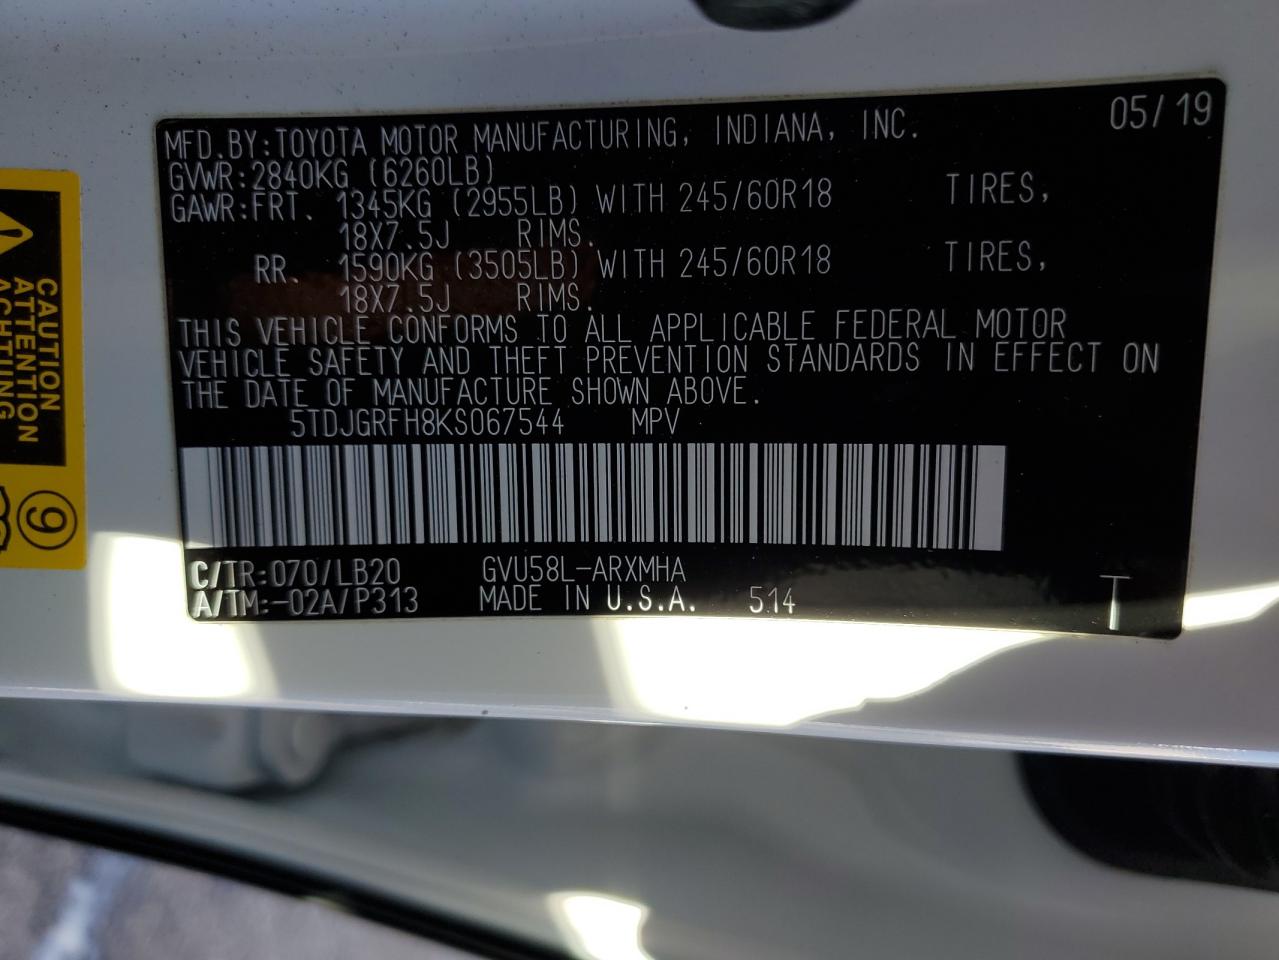 05/19
MFD.BY:TOYOTA MOTOR MANUFACTURING, INDIANA, INC.
GVWR:2840KG (6260LB)
GAWR:FRT. 1345KG (2955LB) WITH 245/60R18 TIRES,
18X7.5J RIMS.
RR. 1590KG (3505LB) WITH 245/60R18 TIRES,
18X7.5J RIMS.
THIS VEHICLE CONFORMS TO ALL APPLICABLE FEDERAL MOTOR
VEHICLE SAFETY AND THEFT PREVENTION STANDARDS IN EFFECT ON
THE DATE OF MANUFACTURE SHOWN ABOVE.
5TDJGRFH8KS067544 MPV
C/TR:070/LB20 GVU58L-ARXMHA
A/TM:-02A/P313 MADE IN U.S.A. 514 T
CAUTION
ATTENTION
ACHTUNG
9